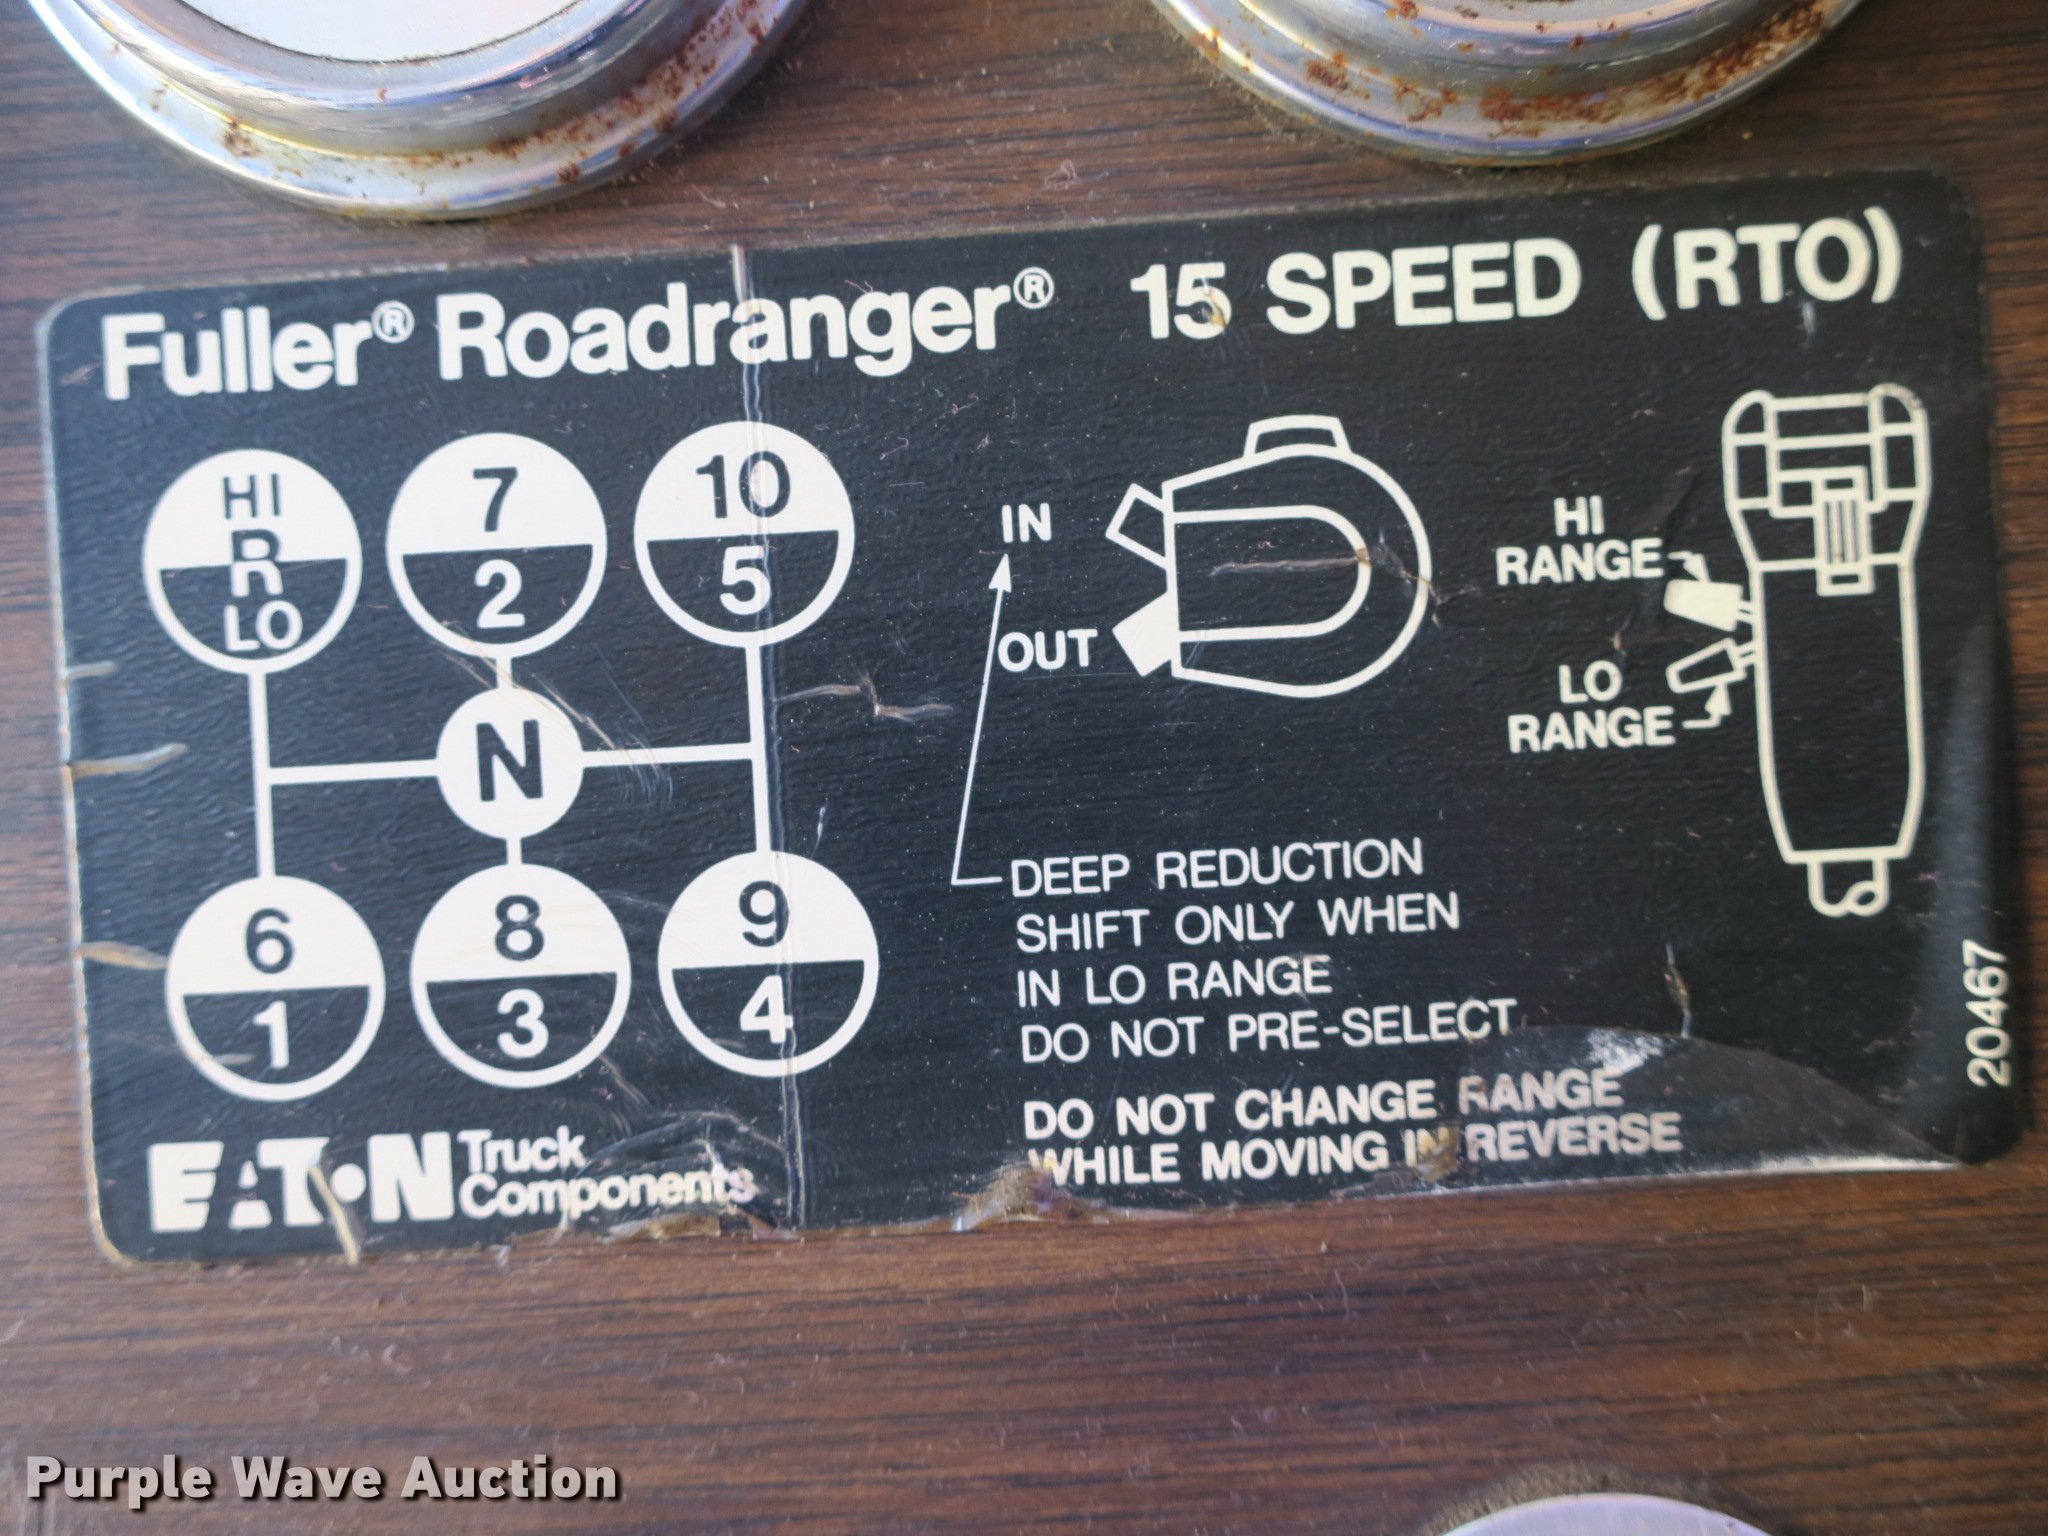 Fuller® Roadranger® 15 SPEED (RTO)
HI
R
LO
7
2
10
5
N
6
1
8
3
9
4
IN
OUT
HI
RANGE
LO
RANGE
DEEP REDUCTION
SHIFT ONLY WHEN
IN LO RANGE
DO NOT PRE-SELECT
DO NOT CHANGE RANGE
WHILE MOVING IN REVERSE
20467
EATON Truck
Components
Purple Wave Auction